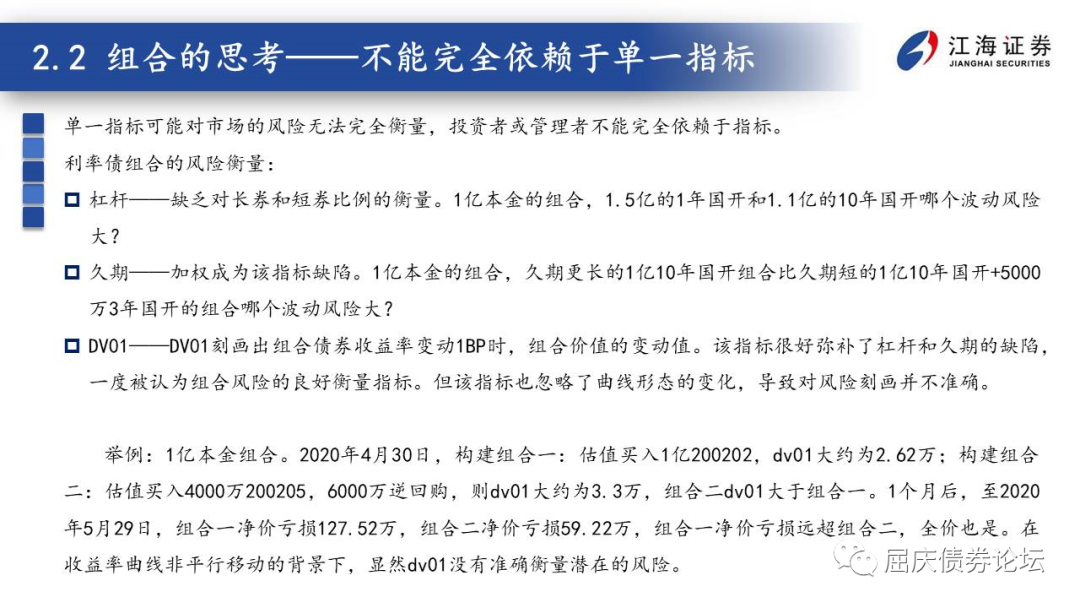 2.2 组合的思考——不能完全依赖于单一指标
江海证券
JIANGHAI SECURITIES
单一指标可能对市场的风险无法完全衡量，投资者或管理者不能完全依赖于指标。
利率债组合的风险衡量：
杠杆——缺乏对长券和短券比例的衡量。1亿本金的组合，1.5亿的1年国开和1.1亿的10年国开哪个波动风险
大？
久期——加权成为该指标缺陷。1亿本金的组合，久期更长的1亿10年国开组合比久期短的1亿10年国开+5000
万3年国开的组合哪个波动风险大？
DV01——DV01刻画出组合债券收益率变动1BP时，组合价值的变动值。该指标很好弥补了杠杆和久期的缺陷，
一度被认为组合风险的良好衡量指标。但该指标也忽略了曲线形态的变化，导致对风险刻画并不准确。
举例：1亿本金组合。2020年4月30日，构建组合一：估值买入1亿200202，dv01大约为2.62万；构建组合
二：估值买入4000万200205，6000万逆回购，则dv01大约为3.3万，组合二dv01大于组合一。1个月后，至2020
年5月29日，组合一净价亏损127.52万，组合二净价亏损59.22万，组合一净价亏损远超组合二，全价也是。在
收益率曲线非平行移动的背景下，显然dv01没有准确衡量潜在的风险。
屈庆债券论坛